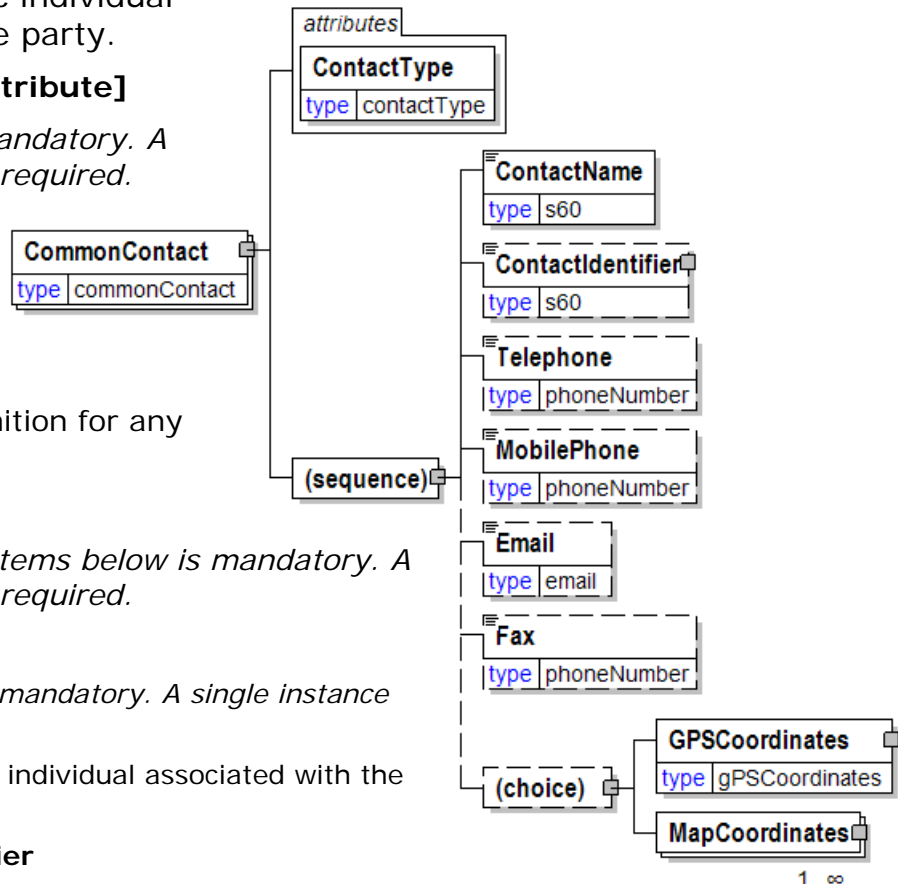 e individual
e party.
tribute]
andatory. A
required.
nition for any
tems below is mandatory. A
required.
mandatory. A single instance
individual associated with the
ier
attributes
ContactType
type contactType
CommonContact
type commonContact
(sequence)
ContactName
type s60
ContactIdentifier
type s60
Telephone
type phoneNumber
MobilePhone
type phoneNumber
Email
type email
Fax
type phoneNumber
(choice)
GPSCoordinates
type gPSCoordinates
MapCoordinates
1 ∞